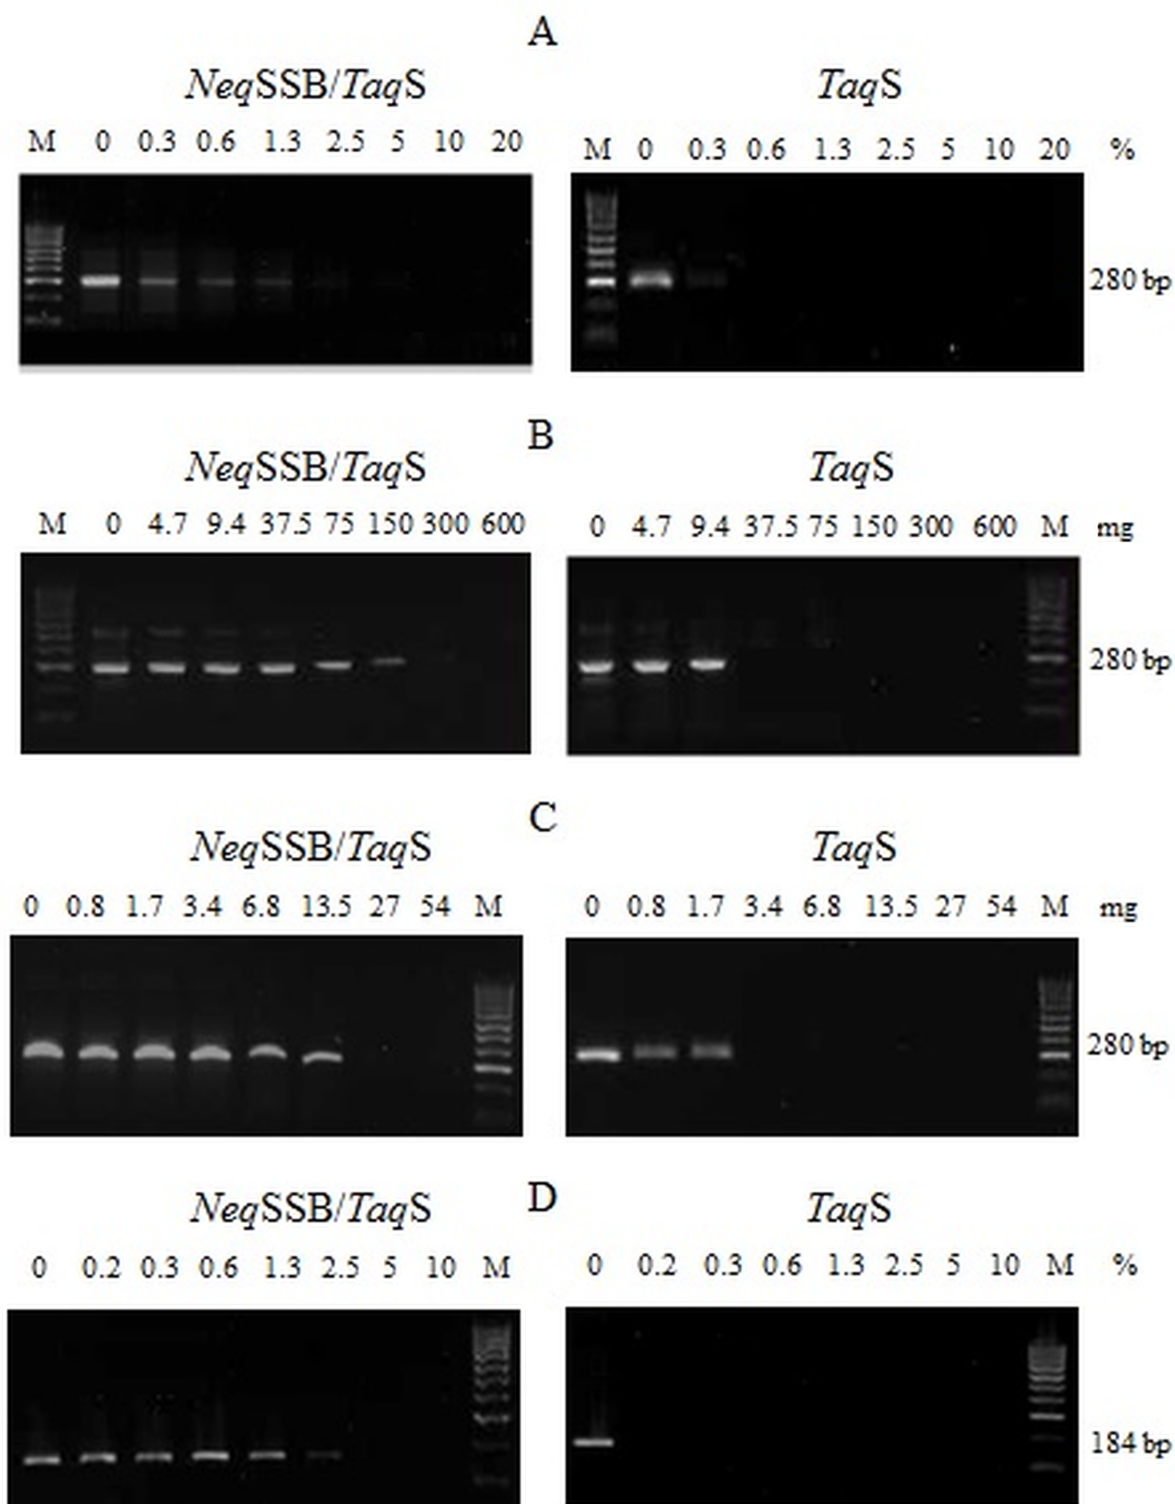 A
NeqSSB/TaqS TaqS
M 0 0.3 0.6 1.3 2.5 5 10 20 M 0 0.3 0.6 1.3 2.5 5 10 20 %
280 bp
B
NeqSSB/TaqS TaqS
M 0 4.7 9.4 37.5 75 150 300 600 0 4.7 9.4 37.5 75 150 300 600 M mg
280 bp
C
NeqSSB/TaqS TaqS
0 0.8 1.7 3.4 6.8 13.5 27 54 M 0 0.8 1.7 3.4 6.8 13.5 27 54 M mg
280 bp
D
NeqSSB/TaqS TaqS
0 0.2 0.3 0.6 1.3 2.5 5 10 M 0 0.2 0.3 0.6 1.3 2.5 5 10 M %
184 bp